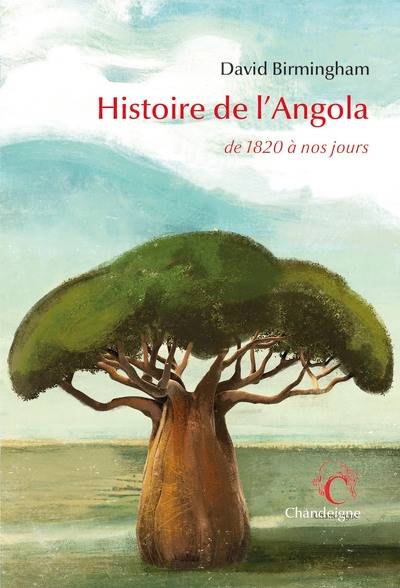 David Birmingham
Histoire de l’Angola
de 1820 à nos jours
Chandeigne